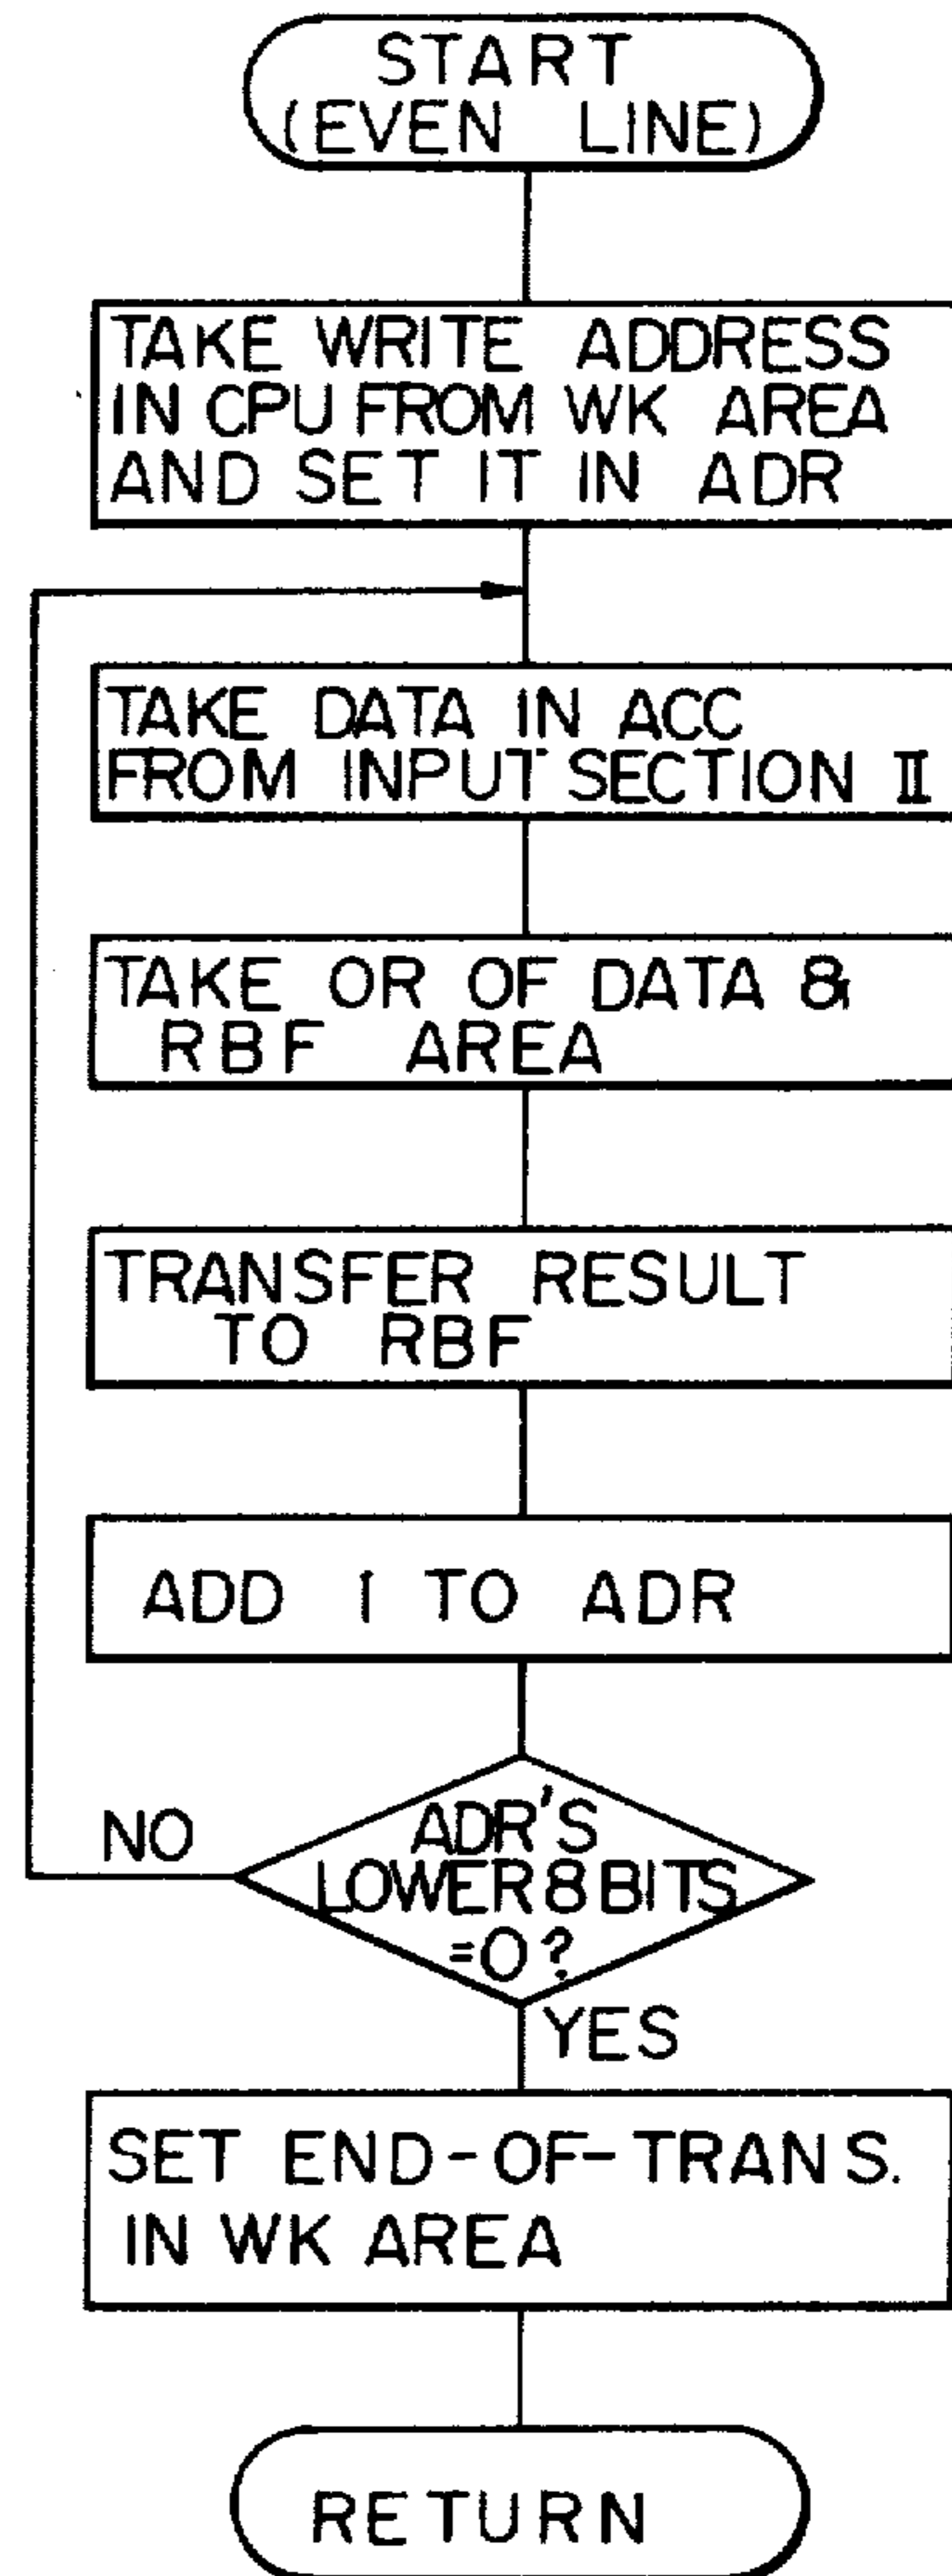 START
(EVEN LINE)
TAKE WRITE ADDRESS
IN CPU FROM WK AREA
AND SET IT IN ADR
TAKE DATA IN ACC
FROM INPUT SECTION II
TAKE OR OF DATA &
RBF AREA
TRANSFER RESULT
TO RBF
ADD 1 TO ADR
ADR'S
LOWER 8 BITS
=0?
NO
YES
SET END-OF-TRANS.
IN WK AREA
RETURN